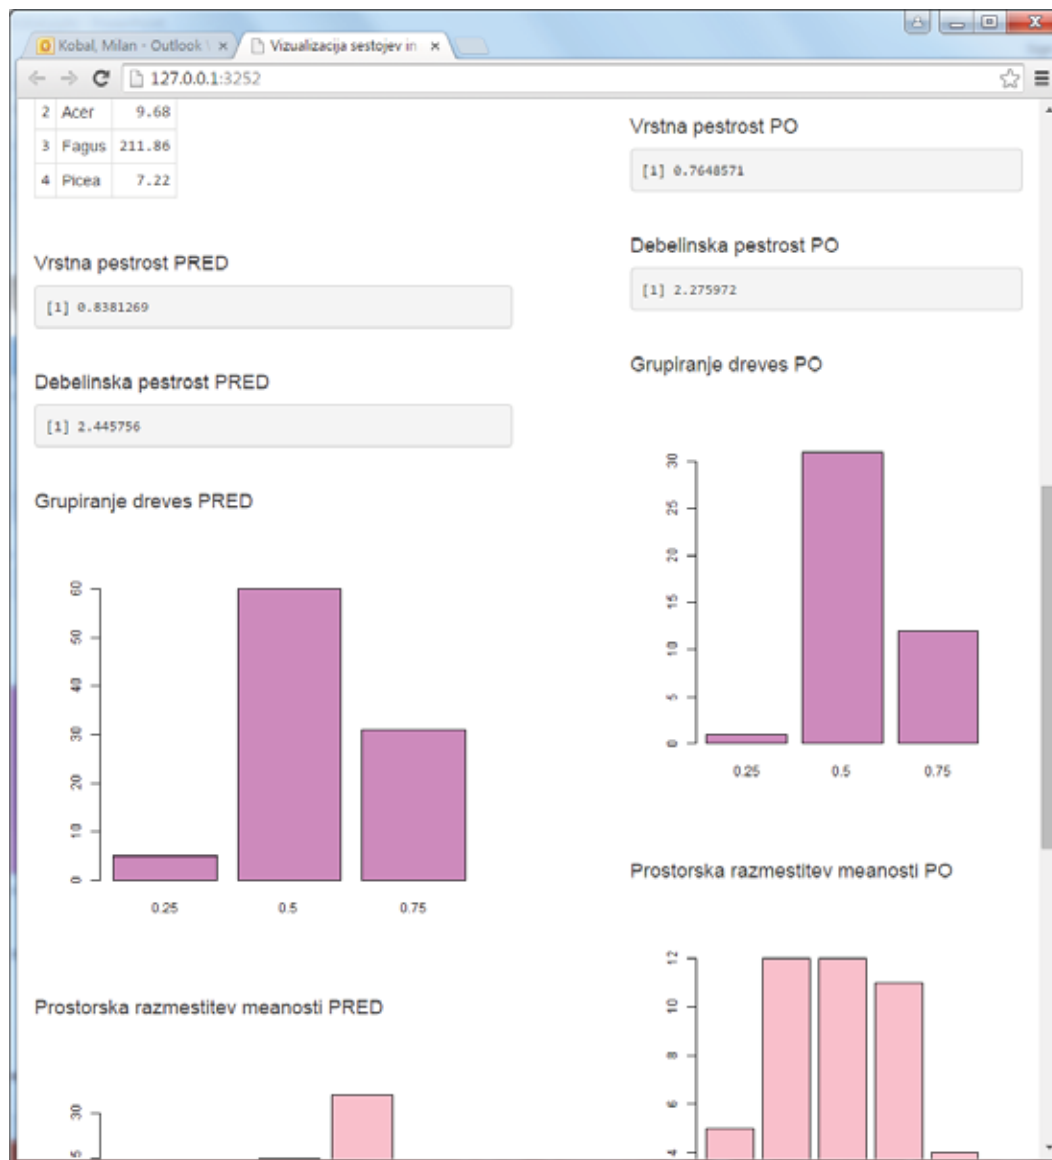 Kobal, Milan - Outlook
Vizualizacija sestojev in
127.0.0.1:3252
2 Acer 9.68
3 Fagus 211.86
4 Picea 7.22
Vrstna pestrost PRED
[1] 0.8381269
Debelinska pestrost PRED
[1] 2.445756
Grupiranje dreves PRED
60
50
40
30
20
10
0
0.25 0.5 0.75
Prostorska razmestitev meanosti PRED
30
Vrstna pestrost PO
[1] 0.7648571
Debelinska pestrost PO
[1] 2.275972
Grupiranje dreves PO
30
25
20
15
10
5
0
0.25 0.5 0.75
Prostorska razmestitev meanosti PO
12
10
8
6
4